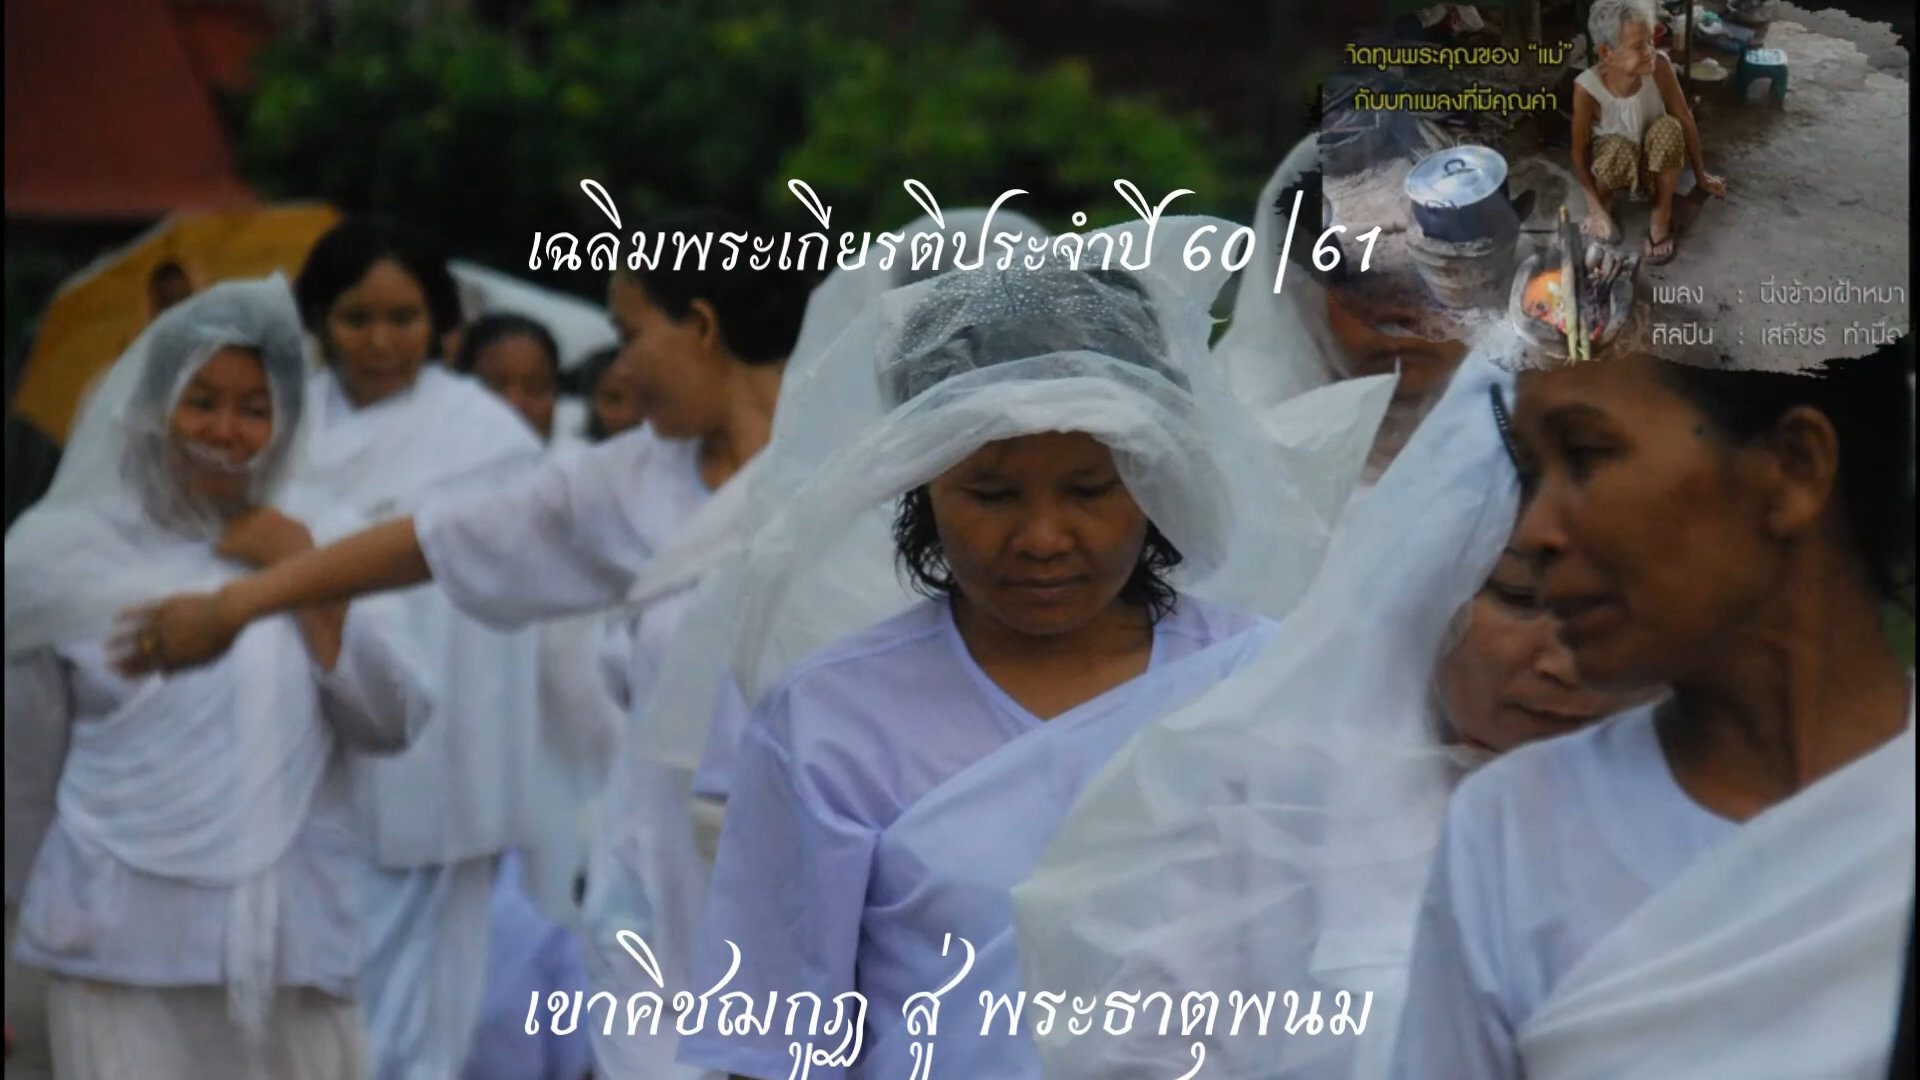 เทิดทูนพระคุณของ “แม่”
กับบทเพลงที่มีคุณค่า
เฉลิมพระเกียรติประจำปี 60/61
เพลง : นึ่งข้าวเฝ้าหมา
ศิลปิน : เสถียร ทำมือ
เขาคิชฌกูฏ สู่ พระธาตุพนม